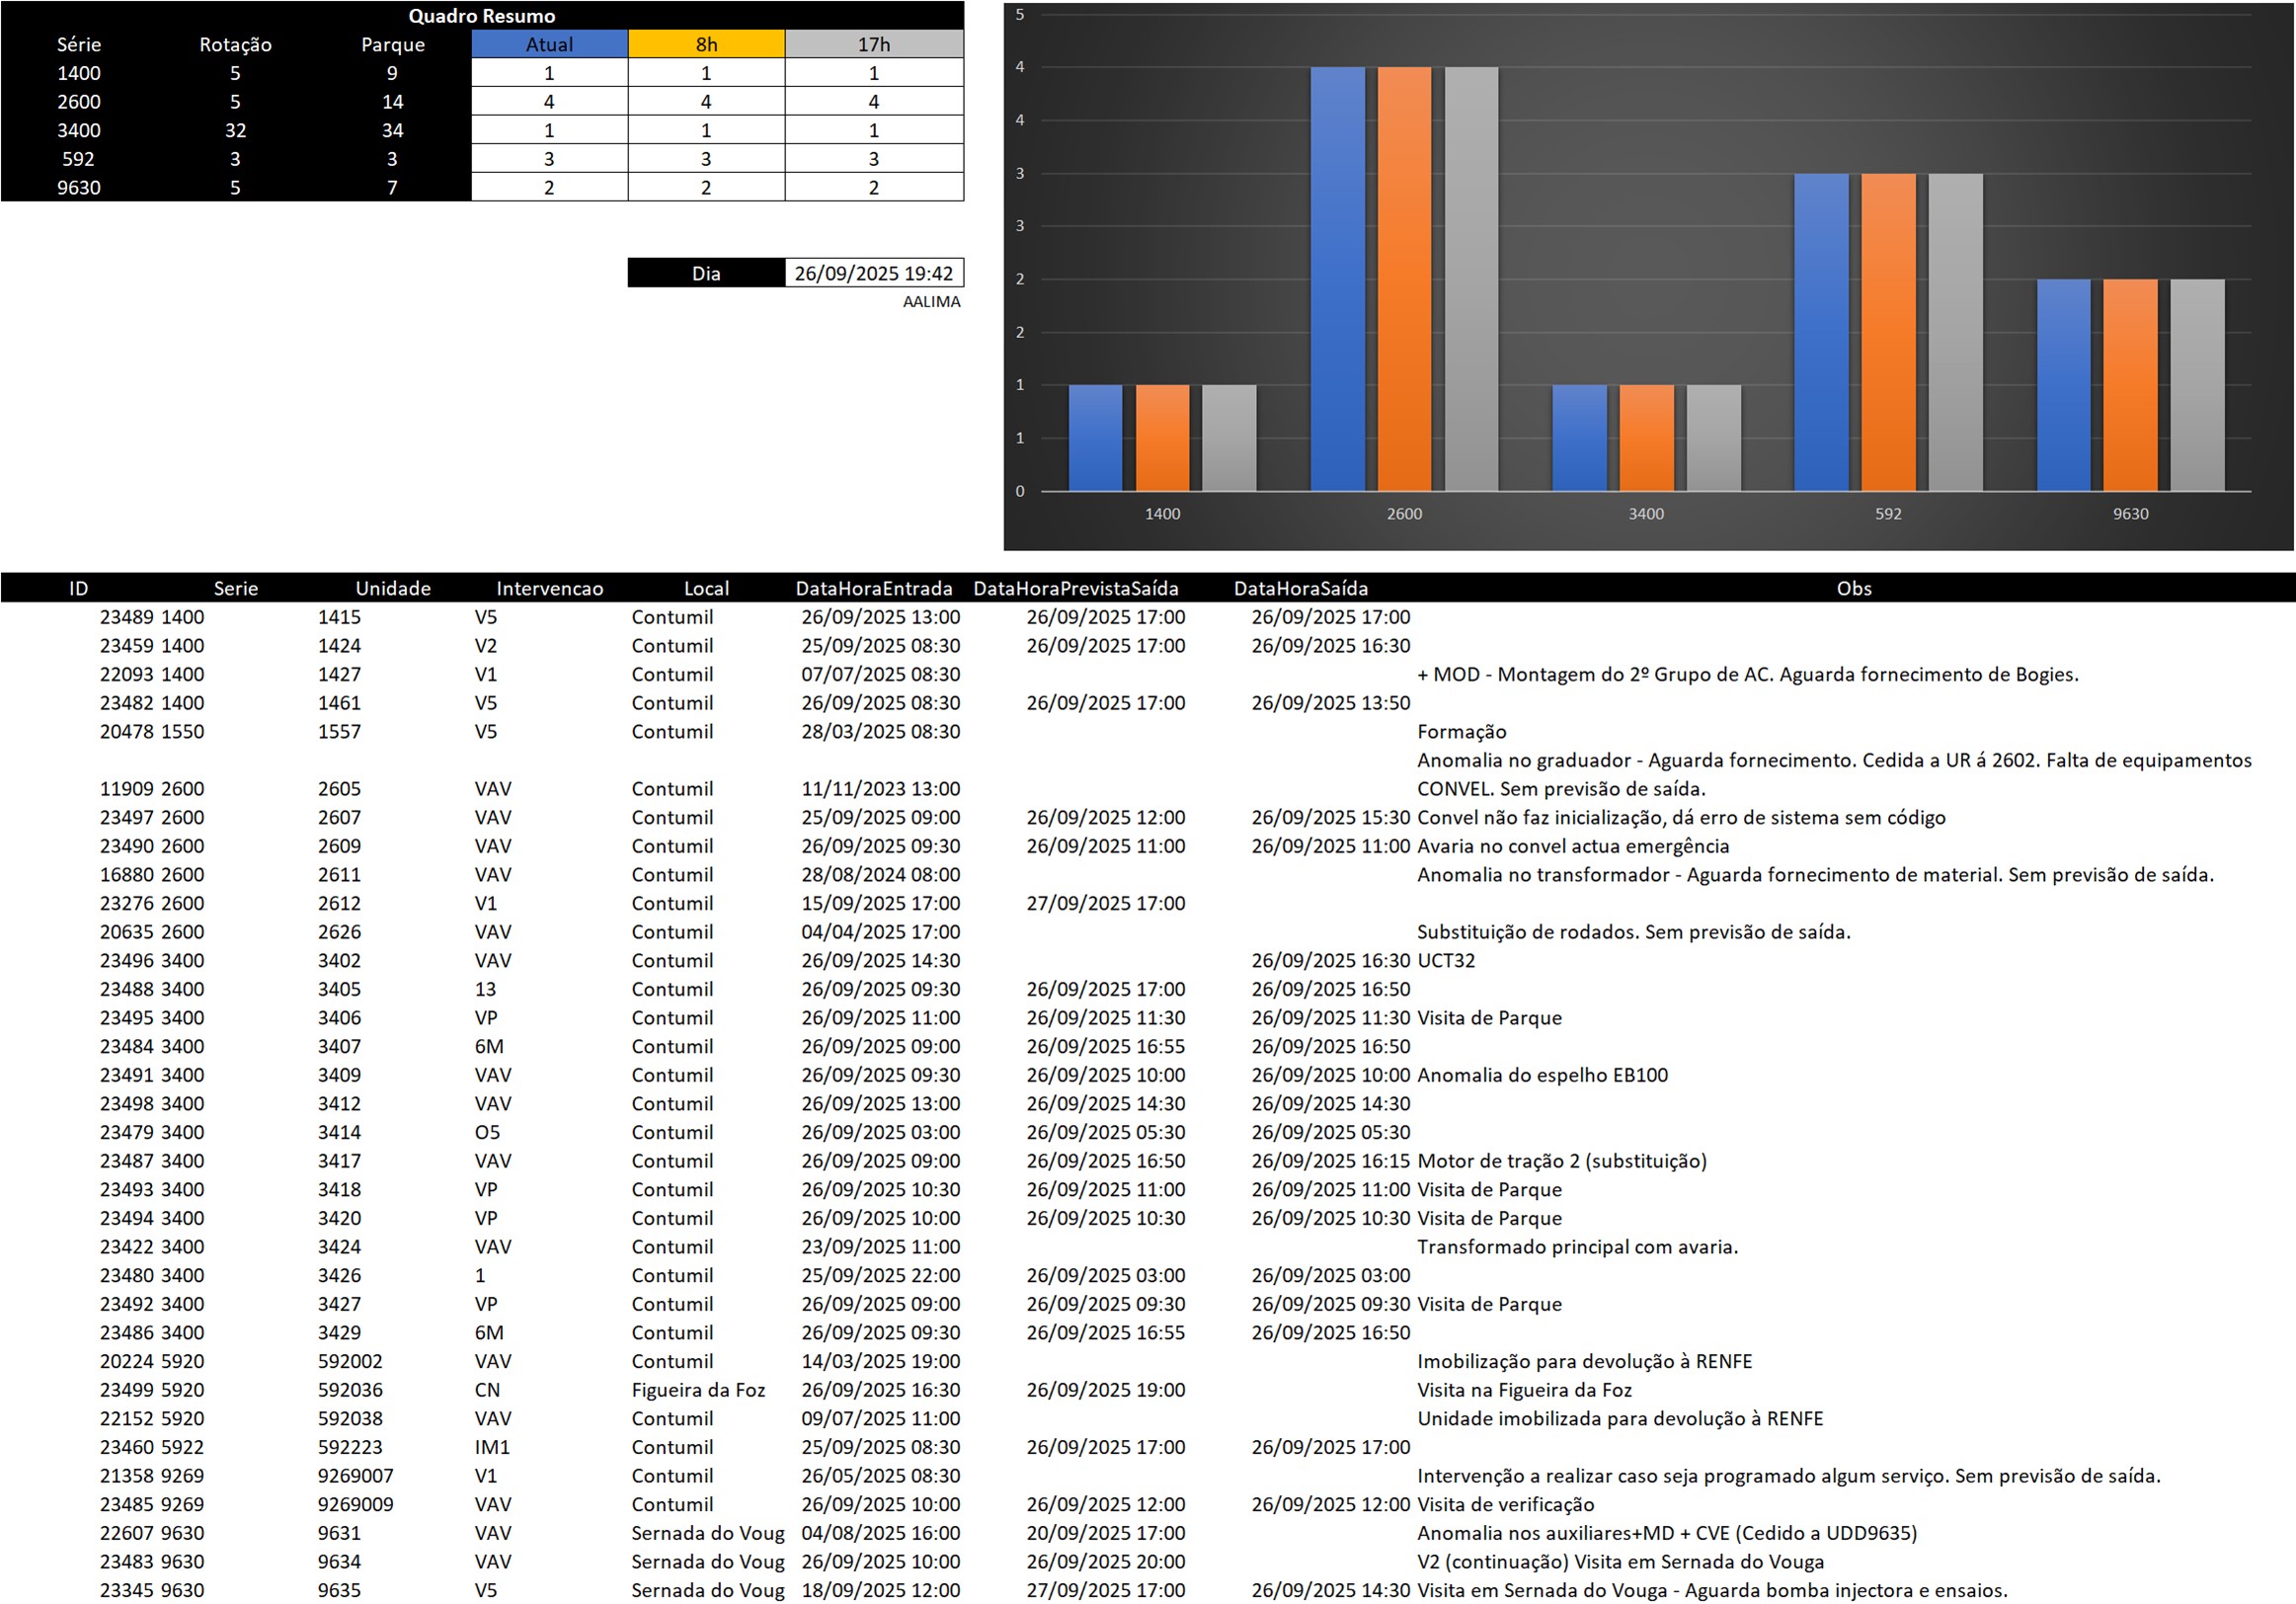 Quadro Resumo
Série Rotação Parque Atual 8h 17h
1400 5 9 1 1 1
2600 5 14 4 4 4
3400 32 34 1 1 1
592 3 3 3 3 3
9630 5 7 2 2 2
Dia 26/09/2025 19:42
AALIMA
5
4
4
3
3
2
2
1
1
0
1400 2600 3400 592 9630
ID Serie Unidade Intervencao Local DataHoraEntrada DataHoraPrevistaSaída DataHoraSaída Obs
23489 1400 1415 V5 Contumil 26/09/2025 13:00 26/09/2025 17:00 26/09/2025 17:00
23459 1400 1424 V2 Contumil 25/09/2025 08:30 26/09/2025 17:00 26/09/2025 16:30
22093 1400 1427 V1 Contumil 07/07/2025 08:30 + MOD - Montagem do 2º Grupo de AC. Aguarda fornecimento de Bogies.
23482 1400 1461 V5 Contumil 26/09/2025 08:30 26/09/2025 17:00 26/09/2025 13:50
20478 1550 1557 V5 Contumil 28/03/2025 08:30 Formação
Anomalia no graduador - Aguarda fornecimento. Cedida a UR á 2602. Falta de equipamentos
11909 2600 2605 VAV Contumil 11/11/2023 13:00 CONVEL. Sem previsão de saída.
23497 2600 2607 VAV Contumil 25/09/2025 09:00 26/09/2025 12:00 26/09/2025 15:30 Convel não faz inicialização, dá erro de sistema sem código
23490 2600 2609 VAV Contumil 26/09/2025 09:30 26/09/2025 11:00 26/09/2025 11:00 Avaria no convel actua emergência
16880 2600 2611 VAV Contumil 28/08/2024 08:00 Anomalia no transformador - Aguarda fornecimento de material. Sem previsão de saída.
23276 2600 2612 V1 Contumil 15/09/2025 17:00 27/09/2025 17:00
20635 2600 2626 VAV Contumil 04/04/2025 17:00 Substituição de rodados. Sem previsão de saída.
23496 3400 3402 VAV Contumil 26/09/2025 14:30 26/09/2025 16:30 UCT32
23488 3400 3405 13 Contumil 26/09/2025 09:30 26/09/2025 17:00 26/09/2025 16:50
23495 3400 3406 VP Contumil 26/09/2025 11:00 26/09/2025 11:30 26/09/2025 11:30 Visita de Parque
23484 3400 3407 6M Contumil 26/09/2025 09:00 26/09/2025 16:55 26/09/2025 16:50
23491 3400 3409 VAV Contumil 26/09/2025 09:30 26/09/2025 10:00 26/09/2025 10:00 Anomalia do espelho EB100
23498 3400 3412 VAV Contumil 26/09/2025 13:00 26/09/2025 14:30 26/09/2025 14:30
23479 3400 3414 O5 Contumil 26/09/2025 03:00 26/09/2025 05:30 26/09/2025 05:30
23487 3400 3417 VAV Contumil 26/09/2025 09:00 26/09/2025 16:50 26/09/2025 16:15 Motor de tração 2 (substituição)
23493 3400 3418 VP Contumil 26/09/2025 10:30 26/09/2025 11:00 26/09/2025 11:00 Visita de Parque
23494 3400 3420 VP Contumil 26/09/2025 10:00 26/09/2025 10:30 26/09/2025 10:30 Visita de Parque
23422 3400 3424 VAV Contumil 23/09/2025 11:00 Transformado principal com avaria.
23480 3400 3426 1 Contumil 25/09/2025 22:00 26/09/2025 03:00 26/09/2025 03:00
23492 3400 3427 VP Contumil 26/09/2025 09:00 26/09/2025 09:30 26/09/2025 09:30 Visita de Parque
23486 3400 3429 6M Contumil 26/09/2025 09:30 26/09/2025 16:55 26/09/2025 16:50
20224 5920 592002 VAV Contumil 14/03/2025 19:00 Imobilização para devolução à RENFE
23499 5920 592036 CN Figueira da Foz 26/09/2025 16:30 26/09/2025 19:00 Visita na Figueira da Foz
22152 5920 592038 VAV Contumil 09/07/2025 11:00 Unidade imobilizada para devolução à RENFE
23460 5922 592223 IM1 Contumil 25/09/2025 08:30 26/09/2025 17:00 26/09/2025 17:00
21358 9269 9269007 V1 Contumil 26/05/2025 08:30 Intervenção a realizar caso seja programado algum serviço. Sem previsão de saída.
23485 9269 9269009 VAV Contumil 26/09/2025 10:00 26/09/2025 12:00 26/09/2025 12:00 Visita de verificação
22607 9630 9631 VAV Sernada do Voug 04/08/2025 16:00 20/09/2025 17:00 Anomalia nos auxiliares+MD + CVE (Cedido a UDD9635)
23483 9630 9634 VAV Sernada do Voug 26/09/2025 10:00 26/09/2025 20:00 V2 (continuação) Visita em Sernada do Vouga
23345 9630 9635 V5 Sernada do Voug 18/09/2025 12:00 27/09/2025 17:00 26/09/2025 14:30 Visita em Sernada do Vouga - Aguarda bomba injectora e ensaios.